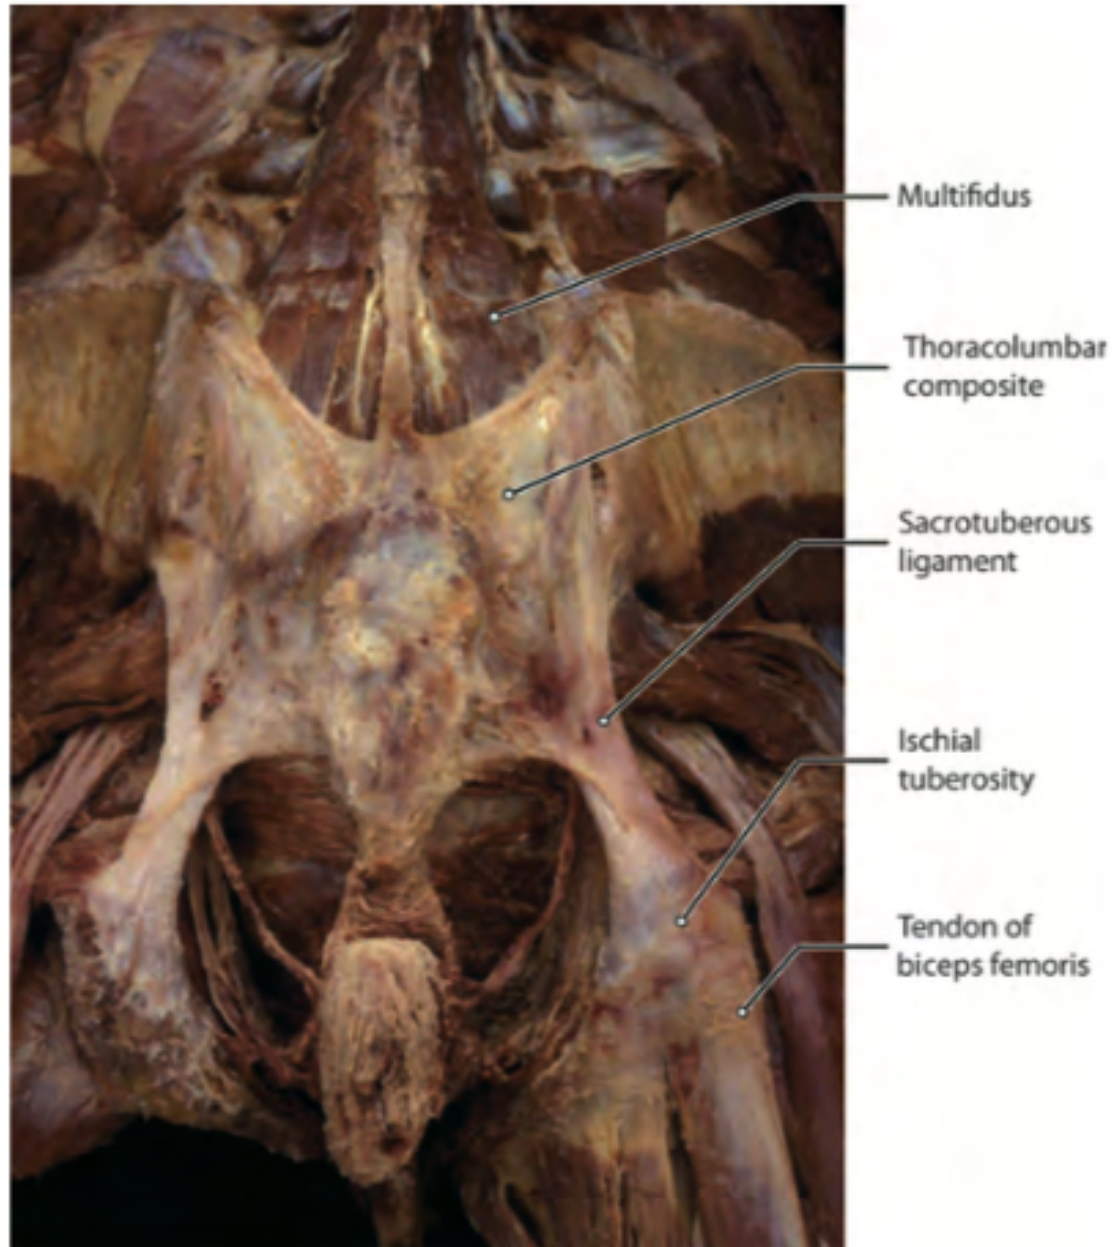 Multifidus
Thoracolumbar
composite
Sacrotuberous
ligament
Ischial
tuberosity
Tendon of
biceps femoris